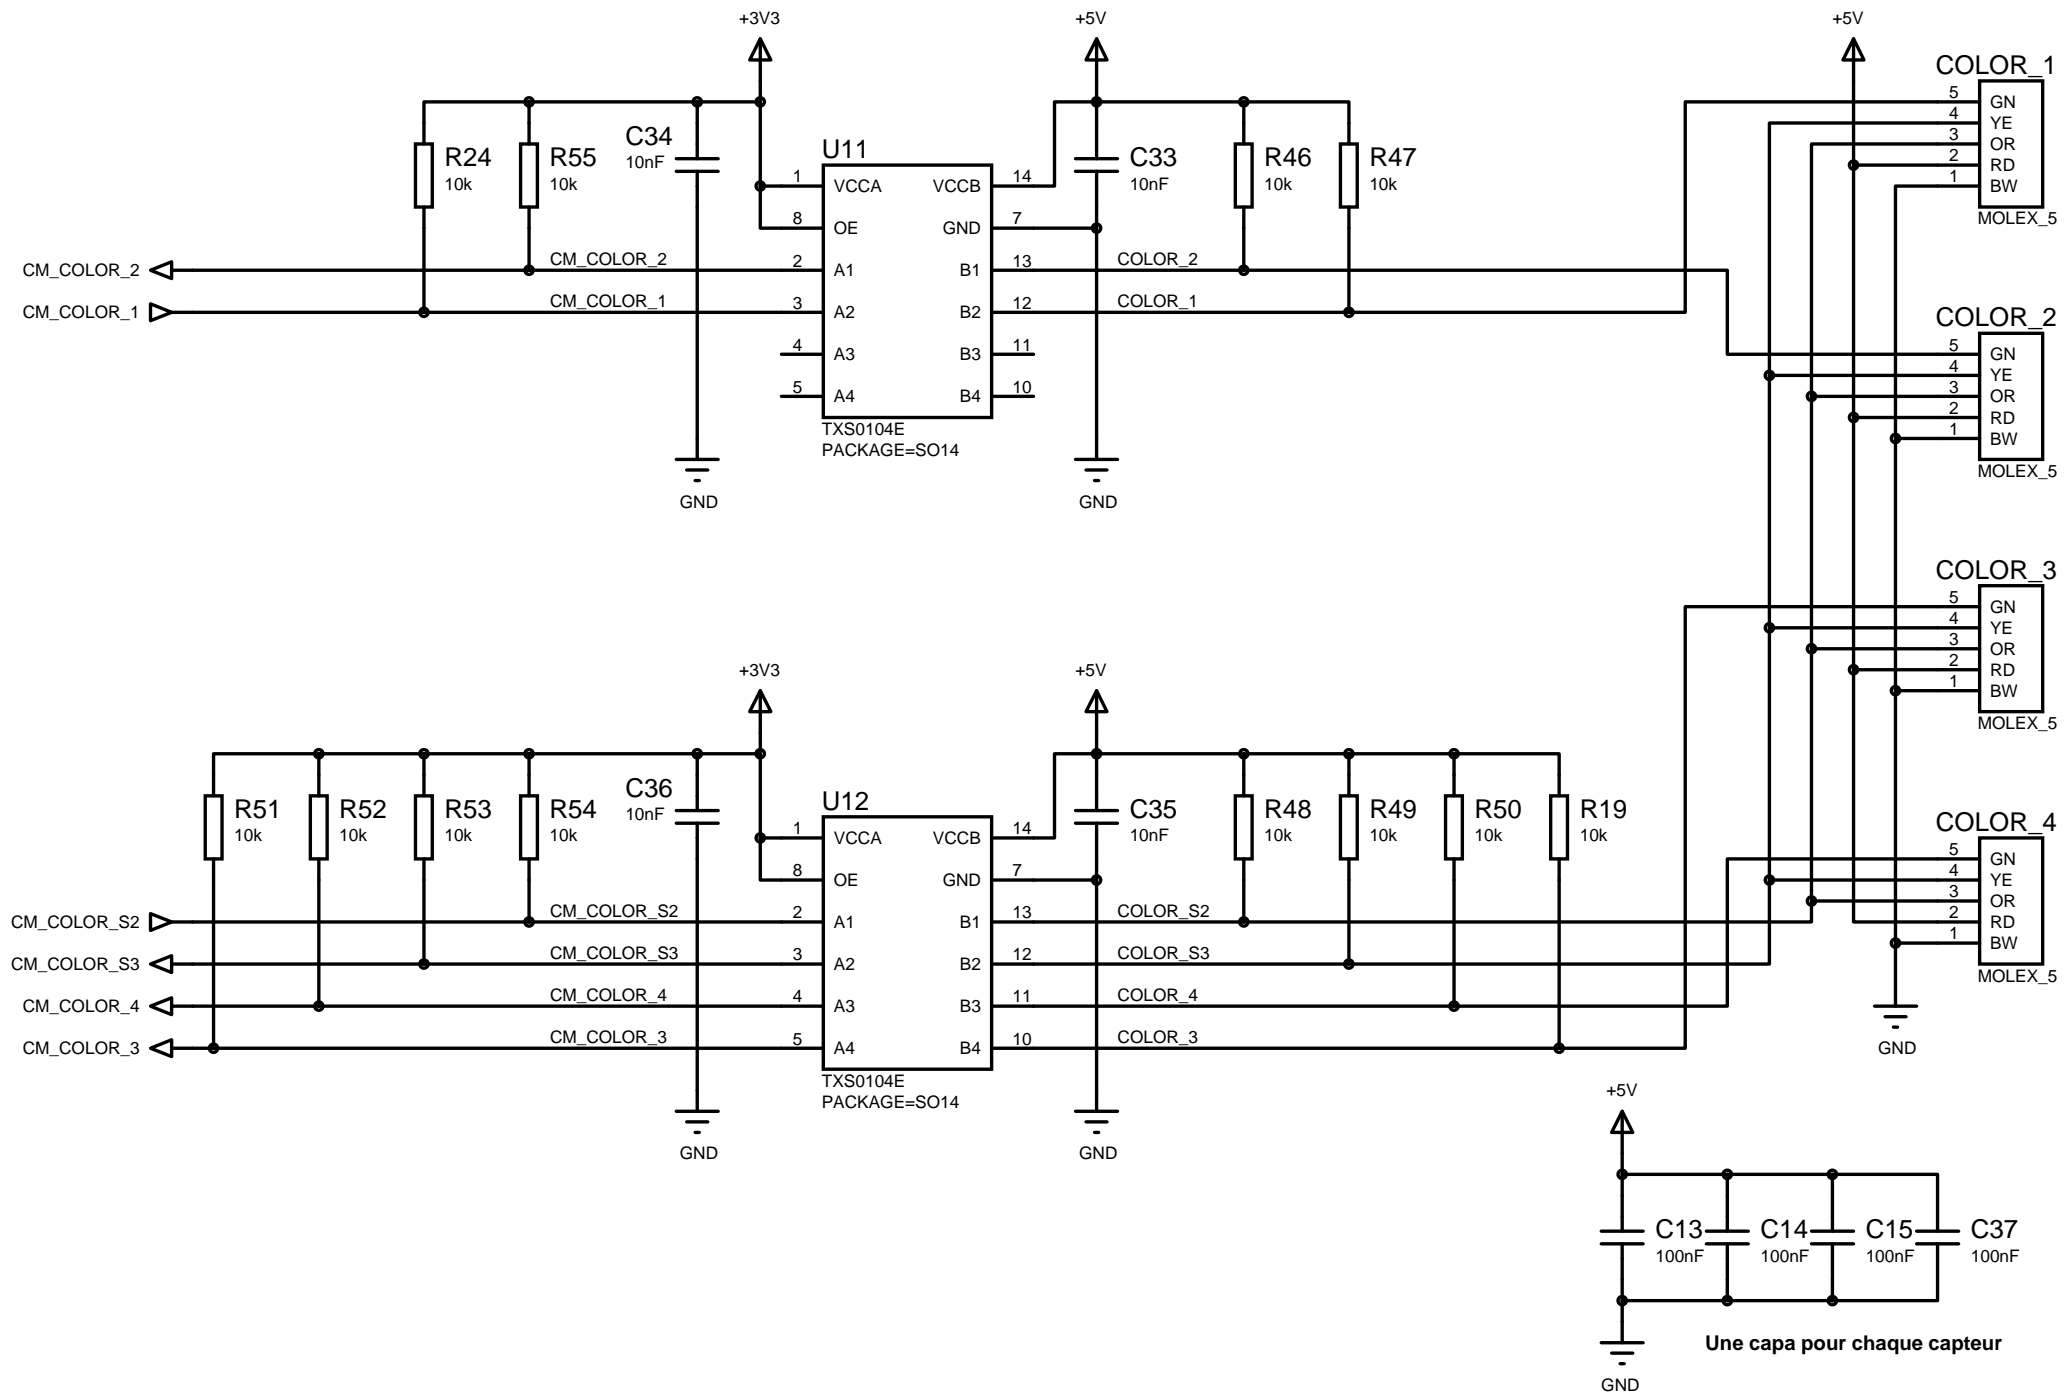 +3V3
+5V
+5V
COLOR_1
5 GN
4 YE
3 OR
2 RD
1 BW
MOLEX_5
R24
10k
R55
10k
C34
10nF
U11
1 VCCA VCCB 14
8 OE GND 7
2 A1 B1 13
3 A2 B2 12
4 A3 B3 11
5 A4 B4 10
TXS0104E
PACKAGE=SO14
C33
10nF
R46
10k
R47
10k
CM_COLOR_2
CM_COLOR_2
COLOR_2
CM_COLOR_1
CM_COLOR_1
COLOR_1
GND
GND
COLOR_2
5 GN
4 YE
3 OR
2 RD
1 BW
MOLEX_5
COLOR_3
5 GN
4 YE
3 OR
2 RD
1 BW
MOLEX_5
+3V3
+5V
R51
10k
R52
10k
R53
10k
R54
10k
C36
10nF
U12
1 VCCA VCCB 14
8 OE GND 7
2 A1 B1 13
3 A2 B2 12
4 A3 B3 11
5 A4 B4 10
TXS0104E
PACKAGE=SO14
C35
10nF
R48
10k
R49
10k
R50
10k
R19
10k
COLOR_4
5 GN
4 YE
3 OR
2 RD
1 BW
MOLEX_5
CM_COLOR_S2
CM_COLOR_S2
COLOR_S2
CM_COLOR_S3
CM_COLOR_S3
COLOR_S3
CM_COLOR_4
CM_COLOR_4
COLOR_4
CM_COLOR_3
CM_COLOR_3
COLOR_3
GND
GND
GND
+5V
C13
100nF
C14
100nF
C15
100nF
C37
100nF
Une capa pour chaque capteur
GND